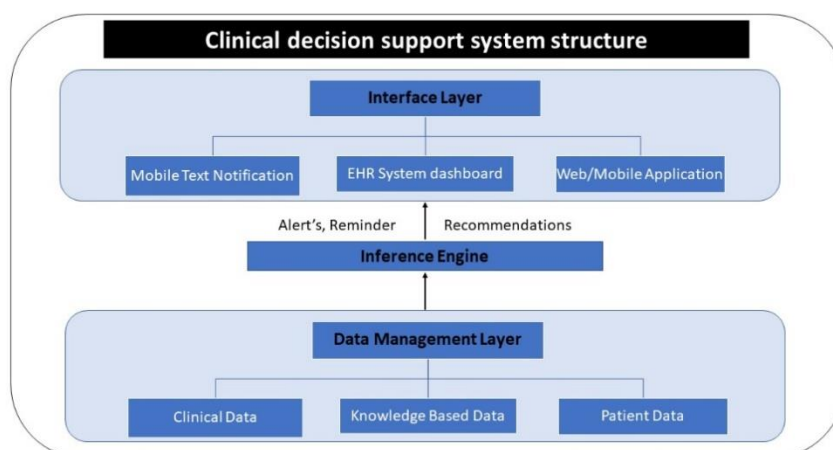 Clinical decision support system structure
Interface Layer
Mobile Text Notification
EHR System dashboard
Web/Mobile Application
Alert's, Reminder
Recommendations
Inference Engine
Data Management Layer
Clinical Data
Knowledge Based Data
Patient Data